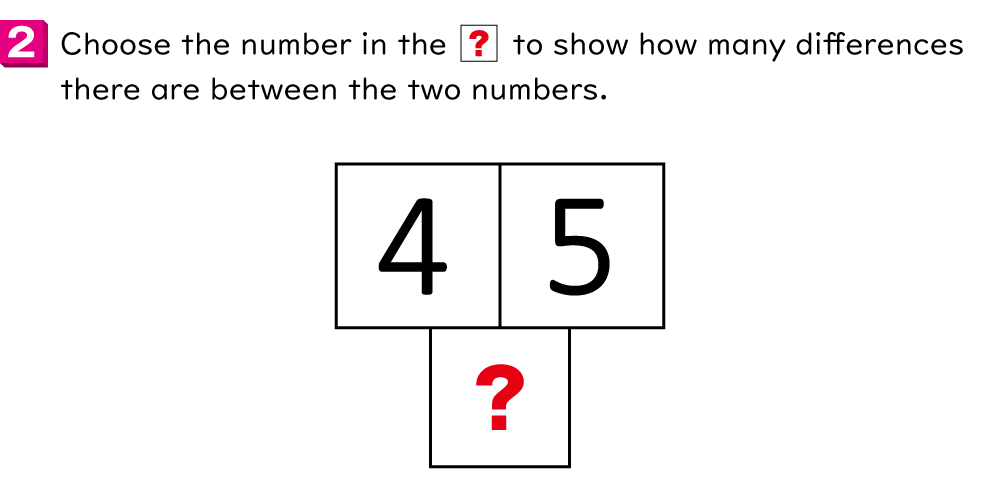 2 Choose the number in the ? to show how many differences
there are between the two numbers.
4 5
?